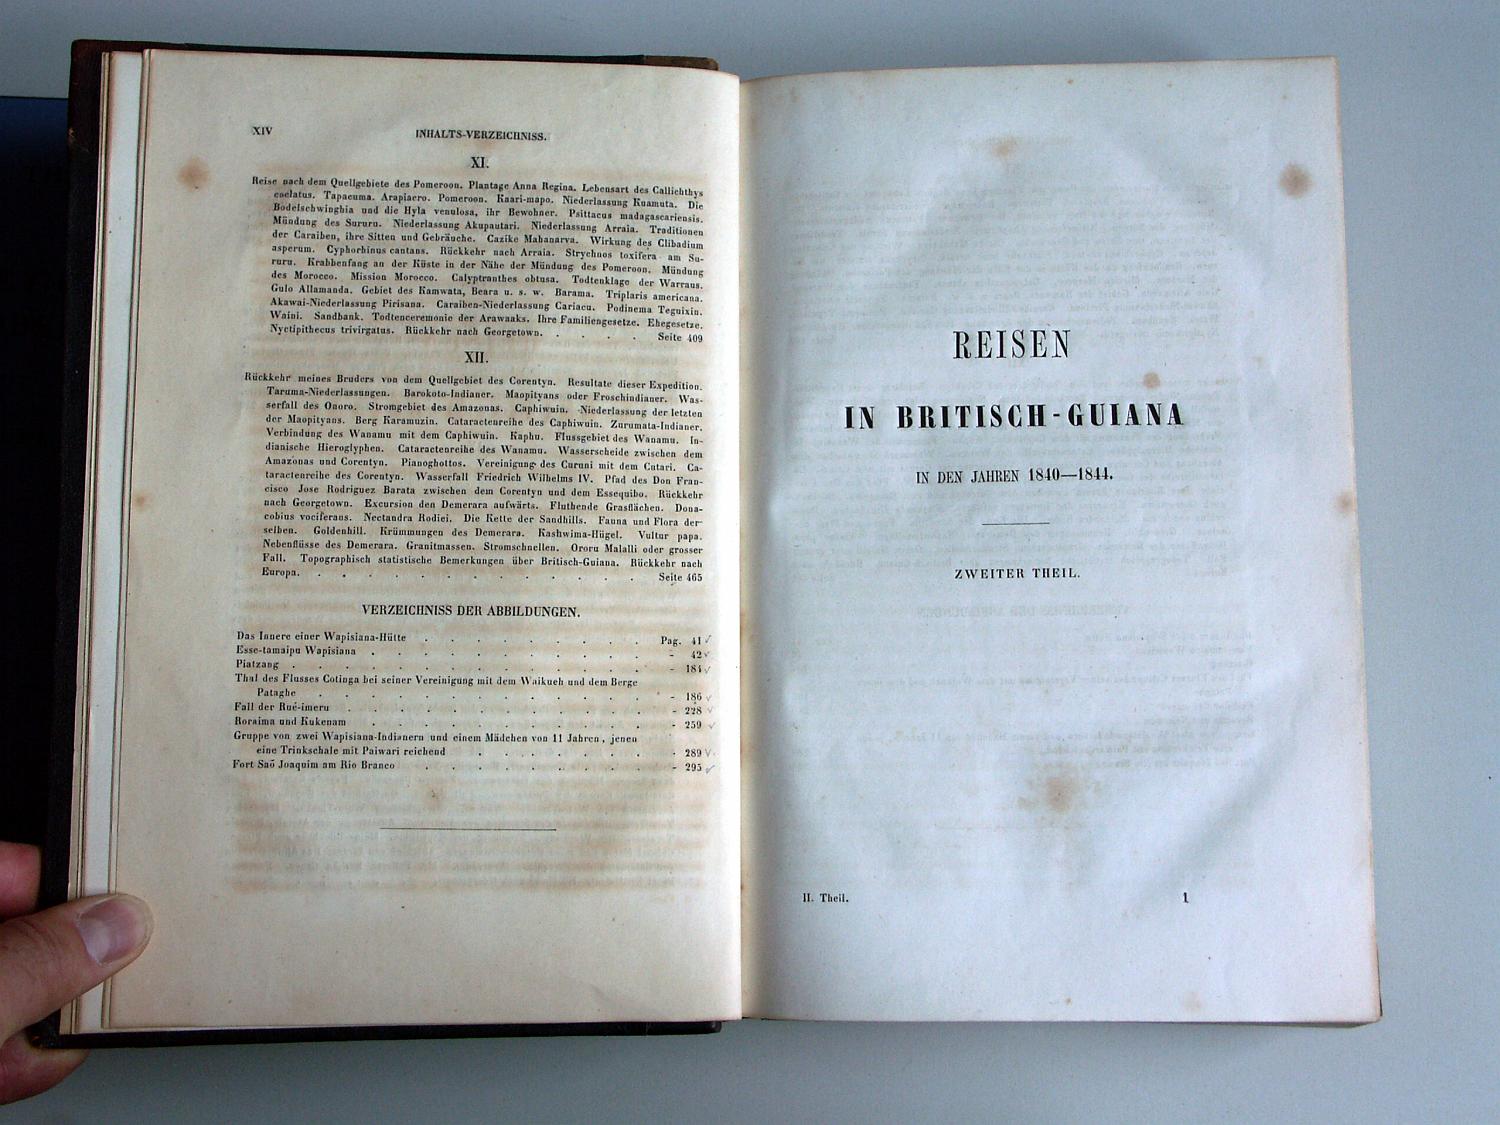 XIV
INHALTS-VERZEICHNISS.
XI.
Reise nach dem Quellgebiete des Pomeroon. Plantage Anna Regina. Lebensart des Callichthys
coelatus. Tapacuma. Arapiacro. Pomeroon. Kaari-mapo. Niederlassung Kuamuta. Die
Bodelschwinghia und die Hyla venulosa, ihr Bewohner. Psittacus madagascariensis.
Mündung des Sururu. Niederlassung Akupautari. Niederlassung Arraia. Traditionen
der Caraiben, ihre Sitten und Gebräuche. Cazike Mahanarva. Wirkung des Clibadium
asperum. Cyphorhinus cantans. Rückkehr nach Arraia. Strychnos toxifera am Su-
ruru. Krabbenfang an der Küste in der Nähe der Mündung des Pomeroon. Mündung
des Morocco. Mission Morocco. Calyptranthes obtusa. Todtenklage der Warraus.
Gulo Allamanda. Gebiet des Kamwata, Beara u. s. w. Barama. Triplaris americana.
Akawai-Niederlassung Pirisana. Caraiben-Niederlassung Cariacu. Podinema Teguixin.
Waini. Sandbank. Todtenceremonie der Arawaaks. Ihre Familiengesetze. Ehegesetze.
Nyctipithecus trivirgatus. Rückkehr nach Georgetown. . . . . Seite 409
XII.
Rückkehr meines Bruders von dem Quellgebiet des Corentyn. Resultate dieser Expedition.
Taruma-Niederlassungen. Barokoto-Indianer. Maopityans oder Froschindianer. Was-
serfall des Onoro. Stromgebiet des Amazonas. Caphiwuin. Niederlassung der letzten
der Maopityans. Berg Karamuzin. Cataractenreihe des Caphiwuin. Zurumata-Indianer.
Verbindung des Wanamu mit dem Caphiwuin. Kaphu. Flussgebiet des Wanamu. In-
dianische Hieroglyphen. Cataractenreihe des Wanamu. Wasserscheide zwischen dem
Amazonas und Corentyn. Pianoghottos. Vereinigung des Curuni mit dem Cutari. Ca-
taractenreihe des Corentyn. Wasserfall Friedrich Wilhelms IV. Pfad des Don Fran-
cisco Jose Rodriguez Barata zwischen dem Corentyn und dem Essequibo. Rückkehr
nach Georgetown. Excursion den Demerara aufwärts. Fluthende Grasflächen. Dona-
cobius vociferans. Nectandra Rodiei. Die Kette der Sandhills. Fauna und Flora der-
selben. Goldenhill. Krümmungen des Demerara. Kashwima-Hügel. Vultur papa.
Nebenflüsse des Demerara. Granitmassen. Stromschnellen. Ororu Malalli oder grosser
Fall. Topographisch statistische Bemerkungen über Britisch-Guiana. Rückkehr nach
Europa. . . . . . . . . . . . . . Seite 465
VERZEICHNISS DER ABBILDUNGEN.
Das Innere einer Wapisiana-Hütte . . . . . . . . . Pag. 41
Esse-tamaipu Wapisiana . . . . . . . . . . . - 42
Piatzang . . . . . . . . . . . . . . - 184
Thal des Flusses Cotinga bei seiner Vereinigung mit dem Waikueh und dem Berge
Pataghe . . . . . . . . . . . . . - 186
Fall der Rué-imeru . . . . . . . . . . . . - 228
Roraima und Kukenam . . . . . . . . . . . - 259
Gruppe von zwei Wapisiana-Indianern und einem Mädchen von 11 Jahren, jenen
eine Trinkschale mit Paiwari reichend . . . . . . . - 289
Fort Saõ Joaquim am Rio Branco . . . . . . . . . - 295
REISEN
IN BRITISCH-GUIANA
IN DEN JAHREN 1840—1844.
ZWEITER THEIL.
II. Theil.
1